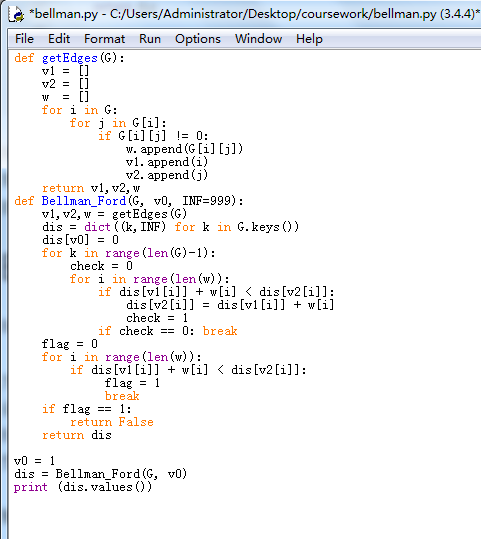 *bellman.py - C:/Users/Administrator/Desktop/coursework/bellman.py (3.4.4)*
File Edit Format Run Options Window Help
def getEdges(G):
    v1 = []
    v2 = []
    w  = []
    for i in G:
        for j in G[i]:
            if G[i][j] != 0:
                w.append(G[i][j])
                v1.append(i)
                v2.append(j)
    return v1,v2,w
def Bellman_Ford(G, v0, INF=999):
    v1,v2,w = getEdges(G)
    dis = dict((k,INF) for k in G.keys())
    dis[v0] = 0
    for k in range(len(G)-1):
        check = 0
        for i in range(len(w)):
            if dis[v1[i]] + w[i] < dis[v2[i]]:
                dis[v2[i]] = dis[v1[i]] + w[i]
                check = 1
            if check == 0: break
    flag = 0
    for i in range(len(w)):
        if dis[v1[i]] + w[i] < dis[v2[i]]:
             flag = 1
             break
    if flag == 1:
        return False
    return dis

v0 = 1
dis = Bellman_Ford(G, v0)
print (dis.values())